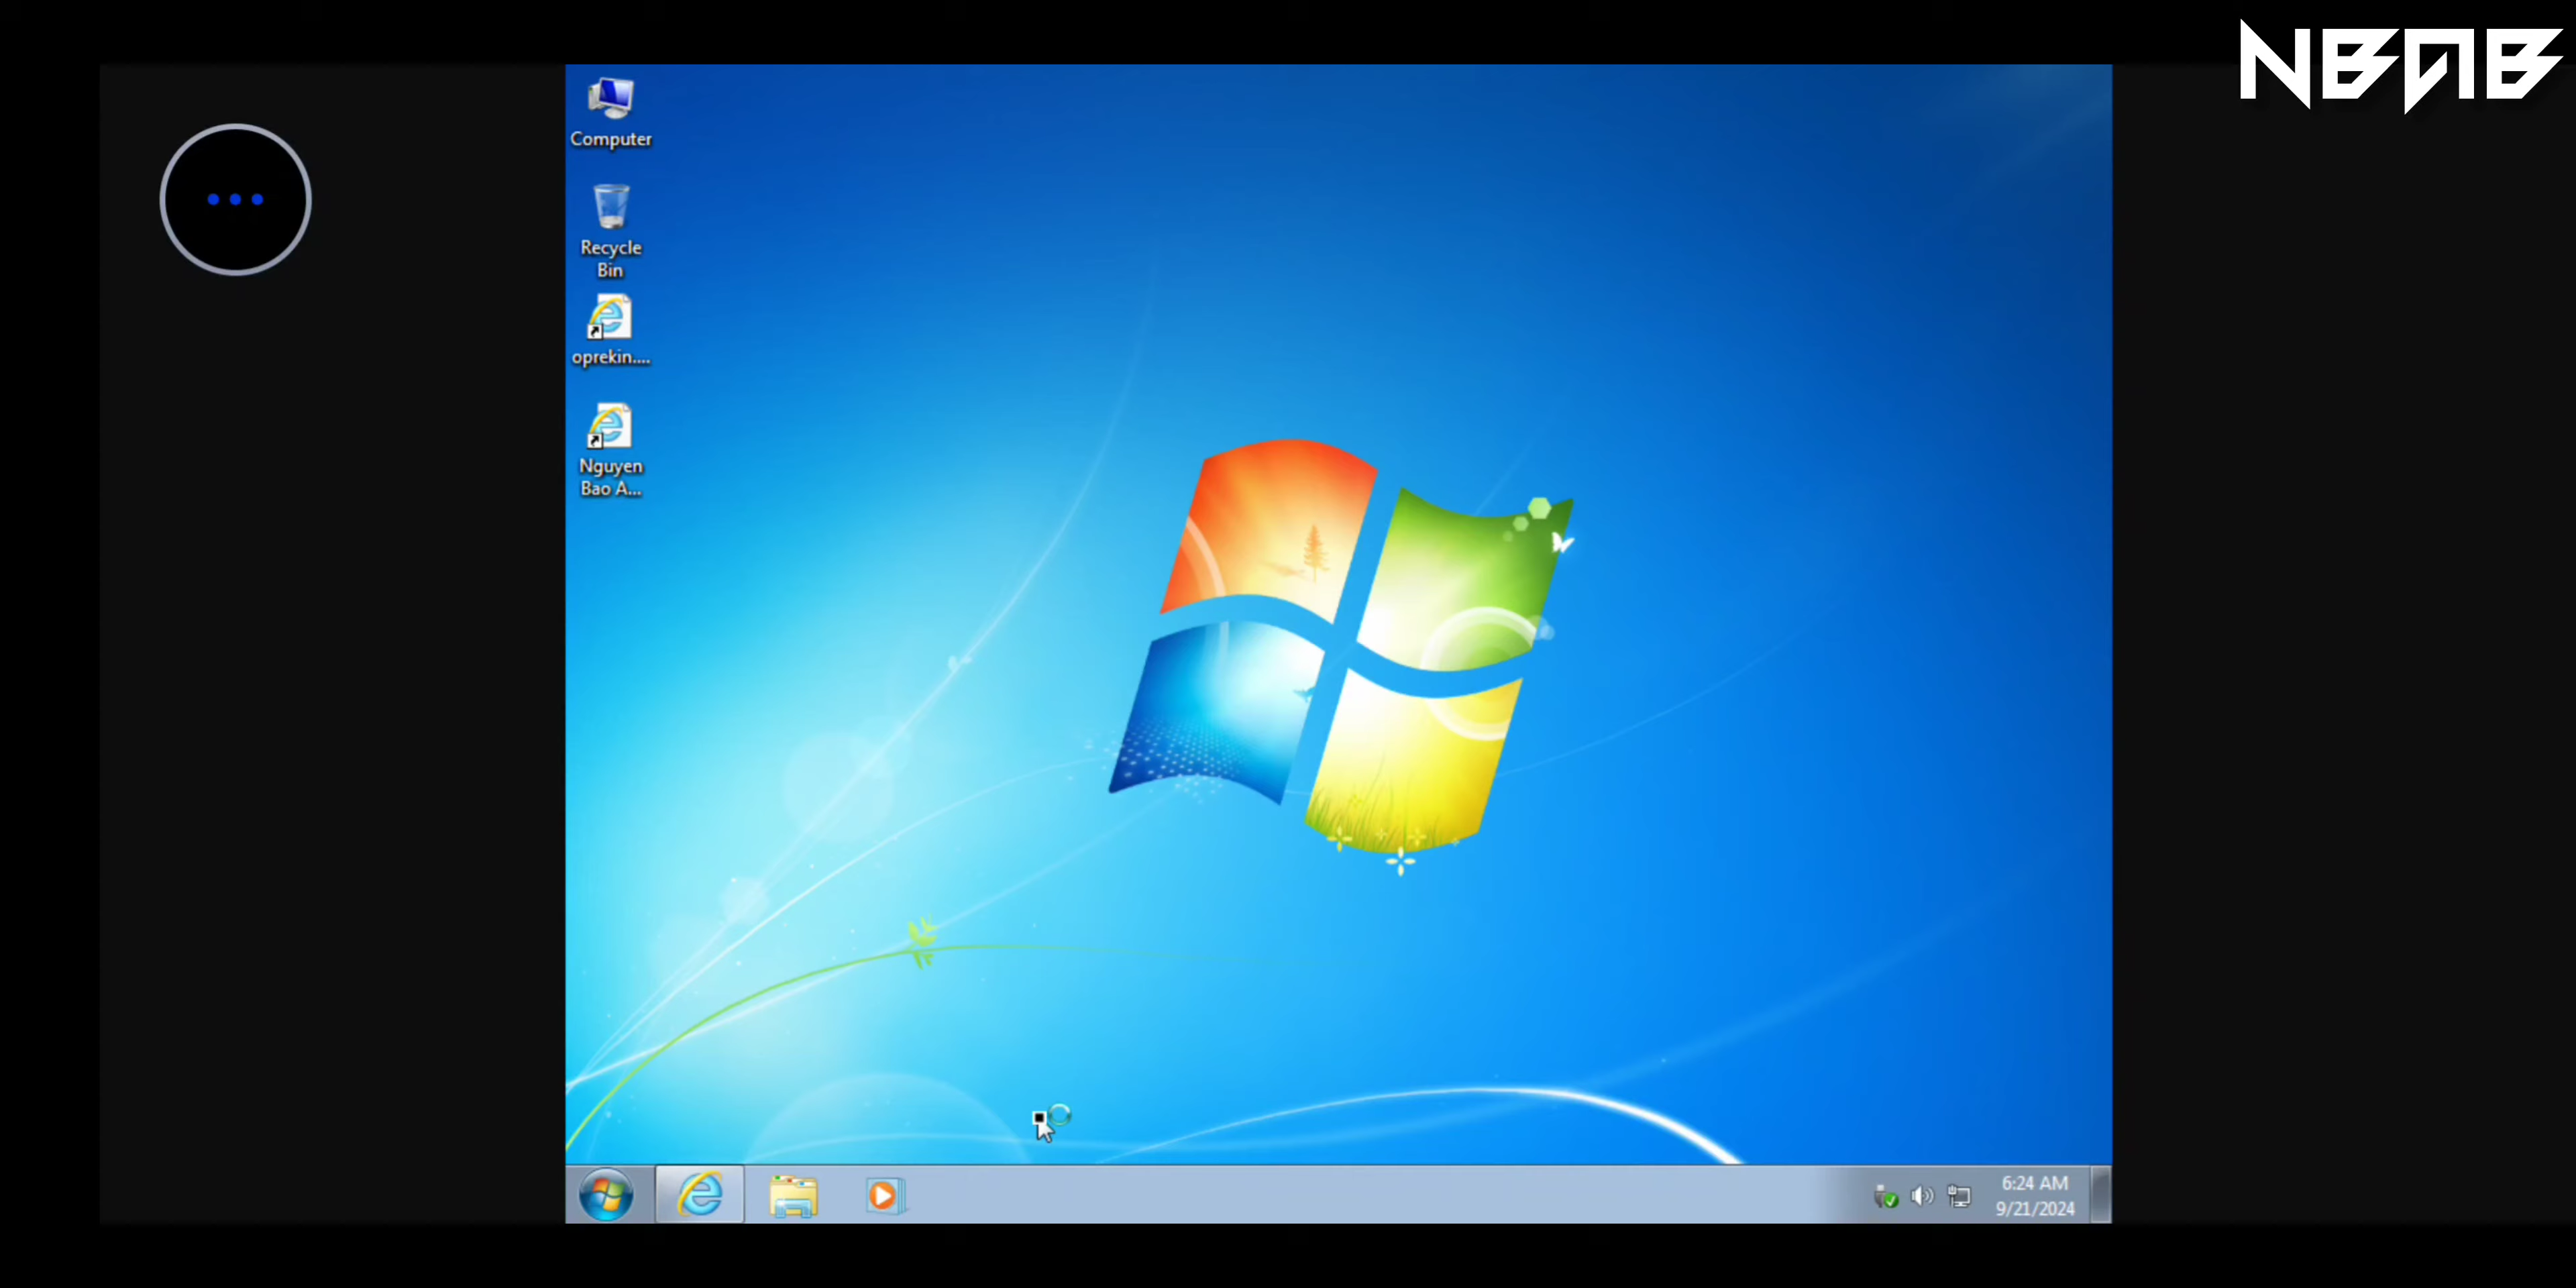 NBAB
Computer
Recycle
Bin
oprekin....
Nguyen
Bao A...
6:24 AM
9/21/2024